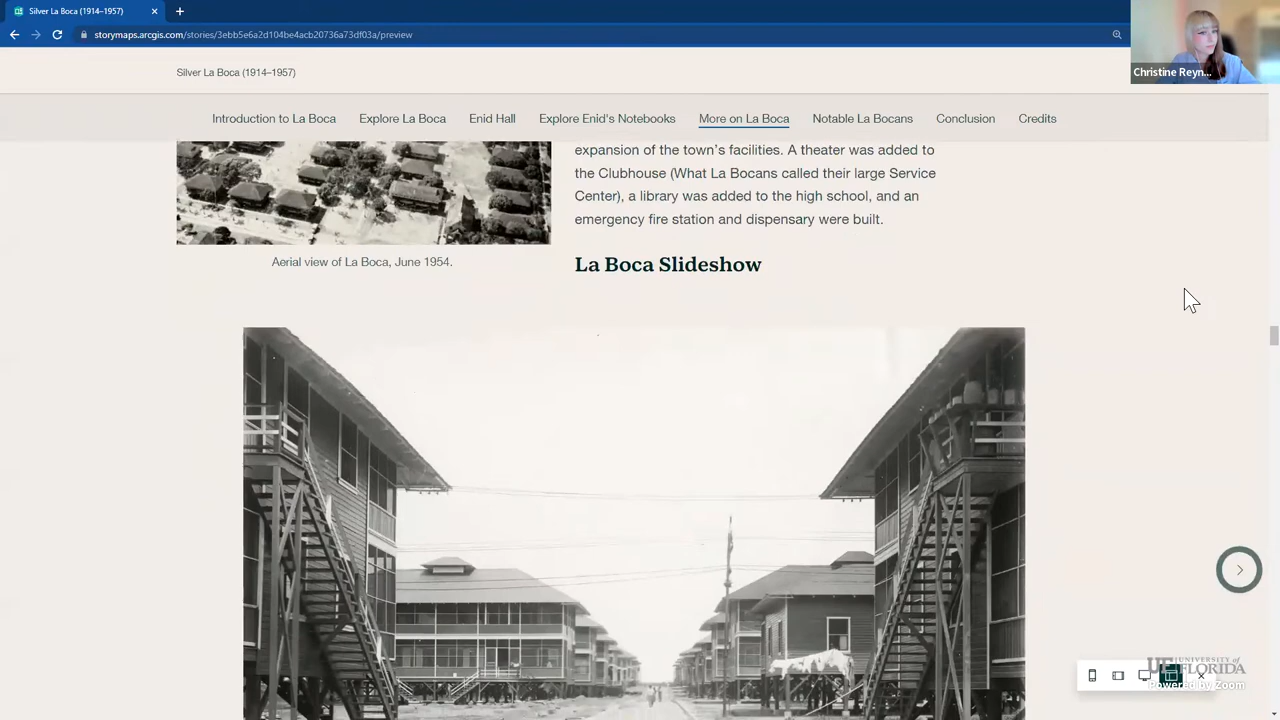 Silver La Boca (1914–1957)
storymaps.arcgis.com/stories/3ebb5e6a2d104be4acb20736a73df03a/preview
Christine Reyn...
Silver La Boca (1914–1957)
Introduction to La Boca
Explore La Boca
Enid Hall
Explore Enid's Notebooks
More on La Boca
Notable La Bocans
Conclusion
Credits
expansion of the town's facilities. A theater was added to
the Clubhouse (What La Bocans called their large Service
Center), a library was added to the high school, and an
emergency fire station and dispensary were built.
Aerial view of La Boca, June 1954.
La Boca Slideshow
UF UNIVERSITY of
FLORIDA
Powered by Zoom